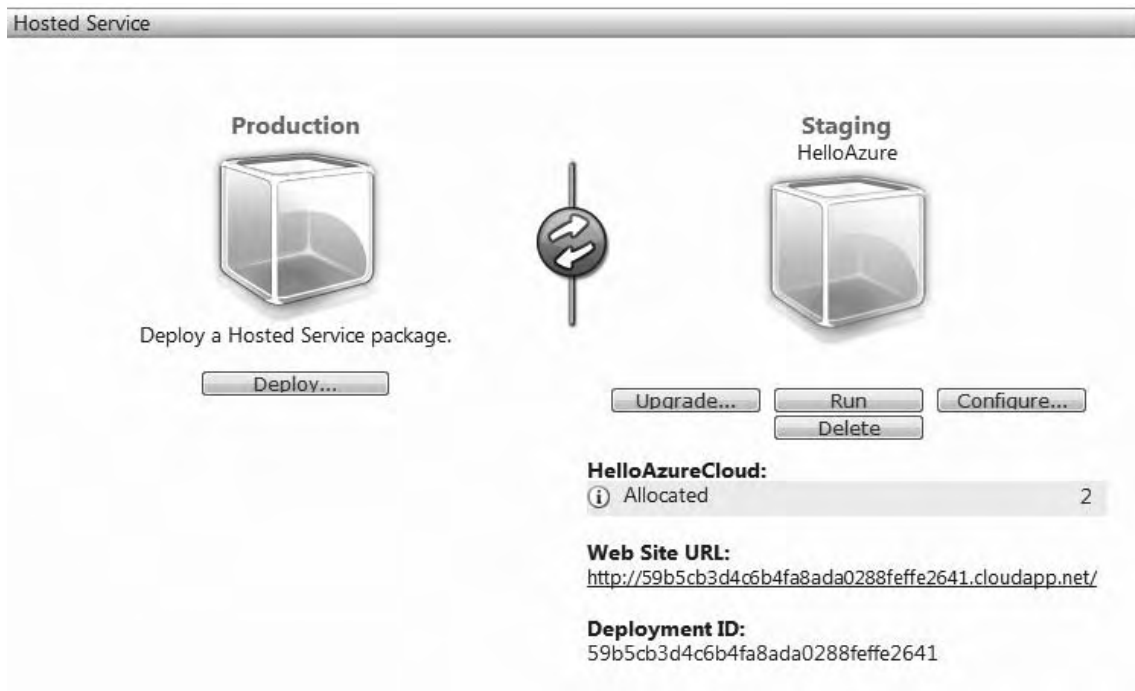 Hosted Service
Production
Deploy a Hosted Service package.
Deploy...
Staging
HelloAzure
Upgrade... Run Configure...
Delete
HelloAzureCloud:
Allocated 2
Web Site URL:
http://59b5cb3d4c6b4fa8ada0288feffe2641.cloudapp.net/
Deployment ID:
59b5cb3d4c6b4fa8ada0288feffe2641